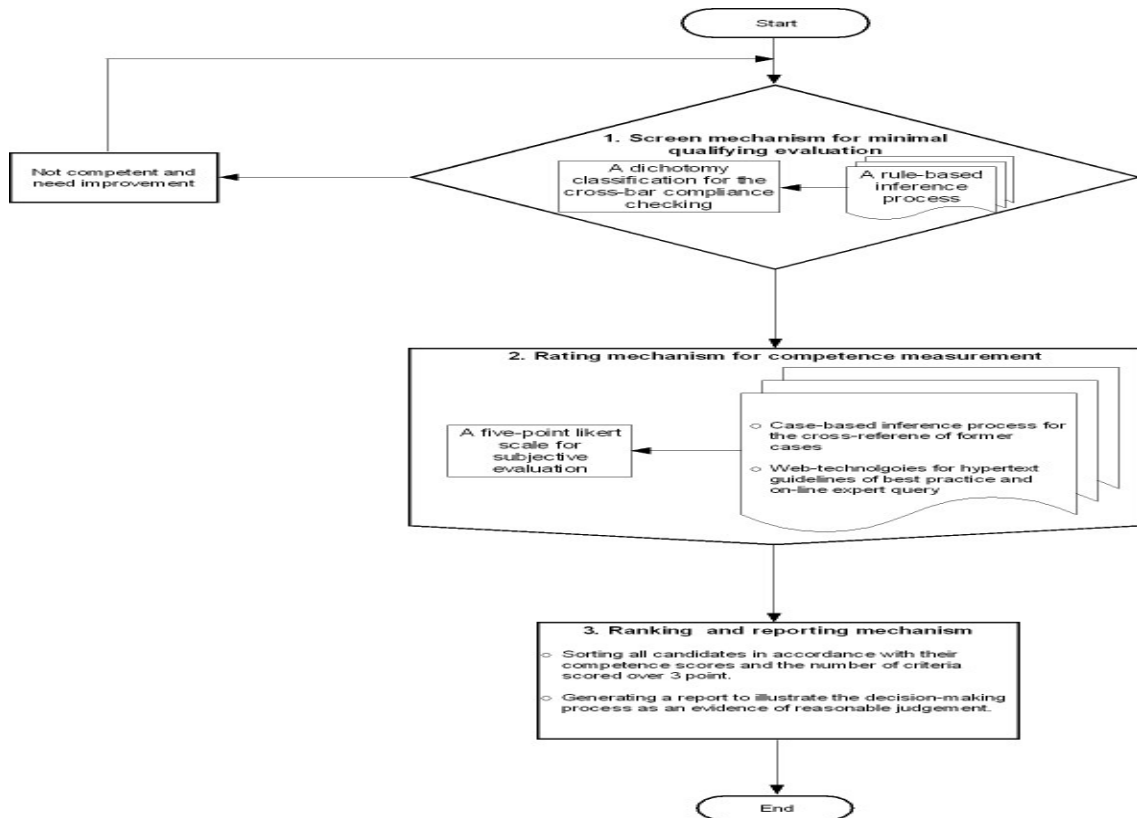 Start
1. Screen mechanism for minimal
qualifying evaluation
A dichotomy
classification for the
cross-bar compliance
checking
A rule-based
inference
process
Not competent and
need improvement
2. Rating mechanism for competence measurement
A five-point likert
scale for
subjective
evaluation
○ Case-based inference process for
the cross-referene of former
cases
○ Web-technolgoies for hypertext
guidelines of best practice and
on-line expert query
3. Ranking and reporting mechanism
○ Sorting all candidates in accordance with their
competence scores and the number of criteria
scored over 3 point.
○ Generating a report to illustrate the decision-making
process as an evidence of reasonable judgement.
End